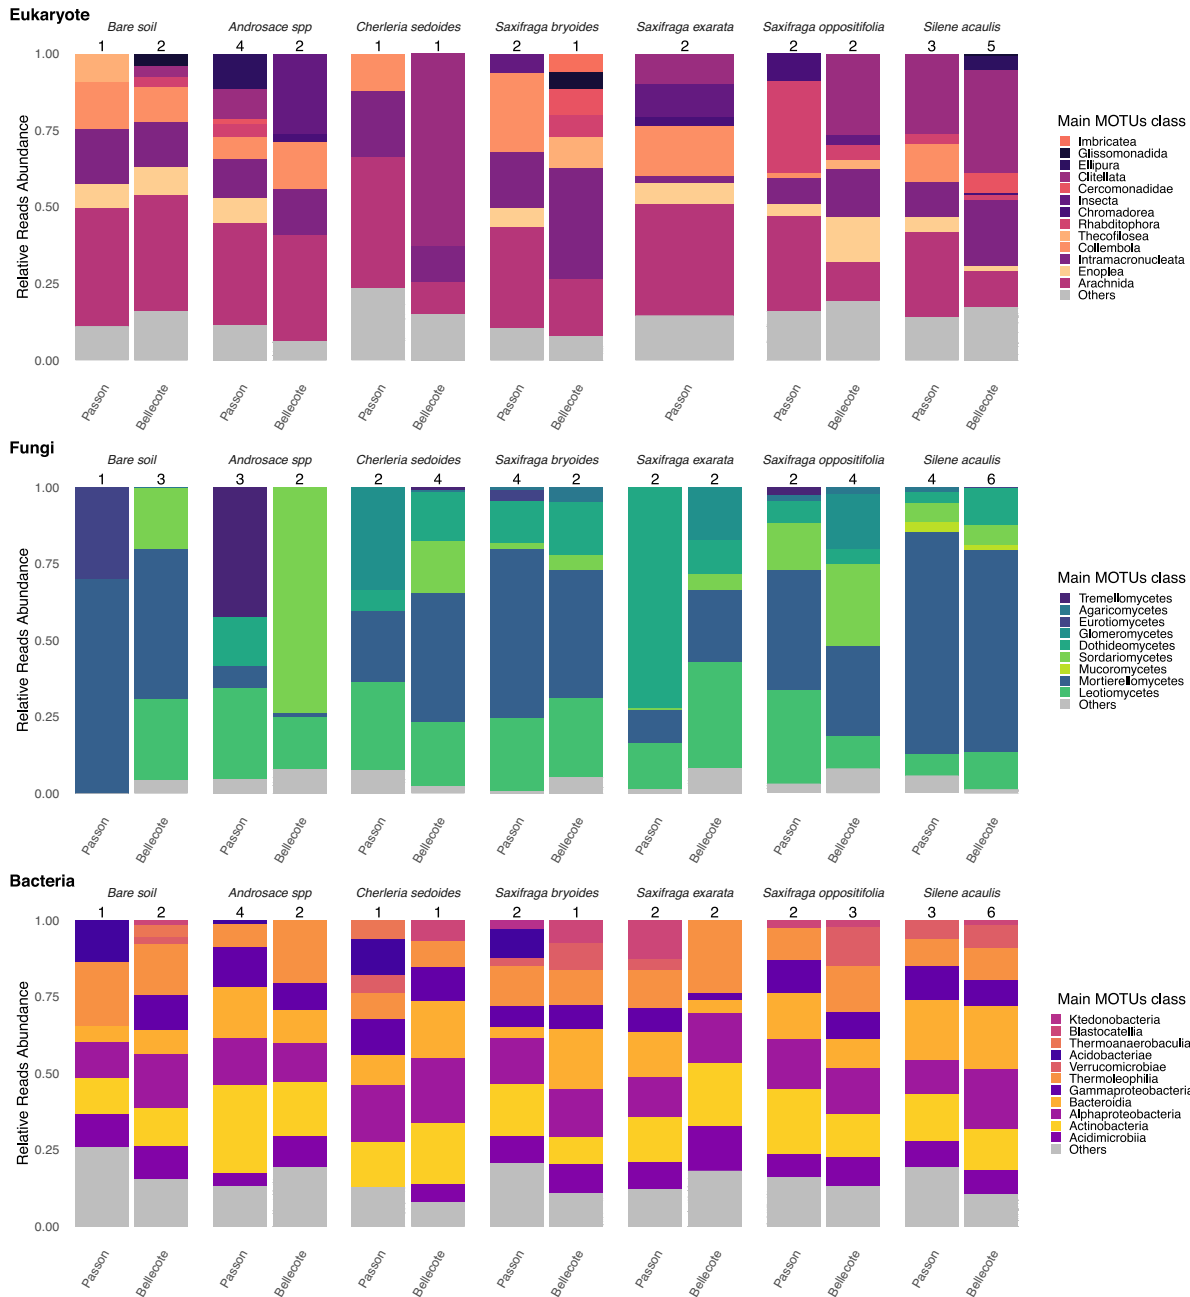 Eukaryote
Bare soil
Androsace spp
Cherleria sedoides
Saxifraga bryoides
Saxifraga exarata
Saxifraga oppositifolia
Silene acaulis
1 2 4 2 1 1 2 1 2 2 2 3 5
1.00
0.75
0.50
0.25
0.00
Relative Reads Abundance
Passon
Bellecote
Passon
Bellecote
Passon
Bellecote
Passon
Bellecote
Passon
Passon
Bellecote
Passon
Bellecote
Main MOTUs class
Imbricatea
Glissomonadida
Ellipura
Clitellata
Cercomonadidae
Insecta
Chromadorea
Rhabditophora
Thecofilosea
Collembola
Intramacronucleata
Enoplea
Arachnida
Others
Fungi
Bare soil
Androsace spp
Cherleria sedoides
Saxifraga bryoides
Saxifraga exarata
Saxifraga oppositifolia
Silene acaulis
1 3 3 2 2 4 4 2 2 2 2 4 4 6
1.00
0.75
0.50
0.25
0.00
Relative Reads Abundance
Passon
Bellecote
Passon
Bellecote
Passon
Bellecote
Passon
Bellecote
Passon
Bellecote
Passon
Bellecote
Passon
Bellecote
Main MOTUs class
Tremellomycetes
Agaricomycetes
Eurotiomycetes
Glomeromycetes
Dothideomycetes
Sordariomycetes
Mucoromycetes
Mortierellomycetes
Leotiomycetes
Others
Bacteria
Bare soil
Androsace spp
Cherleria sedoides
Saxifraga bryoides
Saxifraga exarata
Saxifraga oppositifolia
Silene acaulis
1 2 4 2 1 1 2 1 2 2 2 3 3 6
1.00
0.75
0.50
0.25
0.00
Relative Reads Abundance
Passon
Bellecote
Passon
Bellecote
Passon
Bellecote
Passon
Bellecote
Passon
Bellecote
Passon
Bellecote
Passon
Bellecote
Main MOTUs class
Ktedonobacteria
Blastocatellia
Thermoanaerobaculia
Acidobacteriae
Verrucomicrobiae
Thermoleophilia
Gammaproteobacteria
Bacteroidia
Alphaproteobacteria
Actinobacteria
Acidimicrobiia
Others